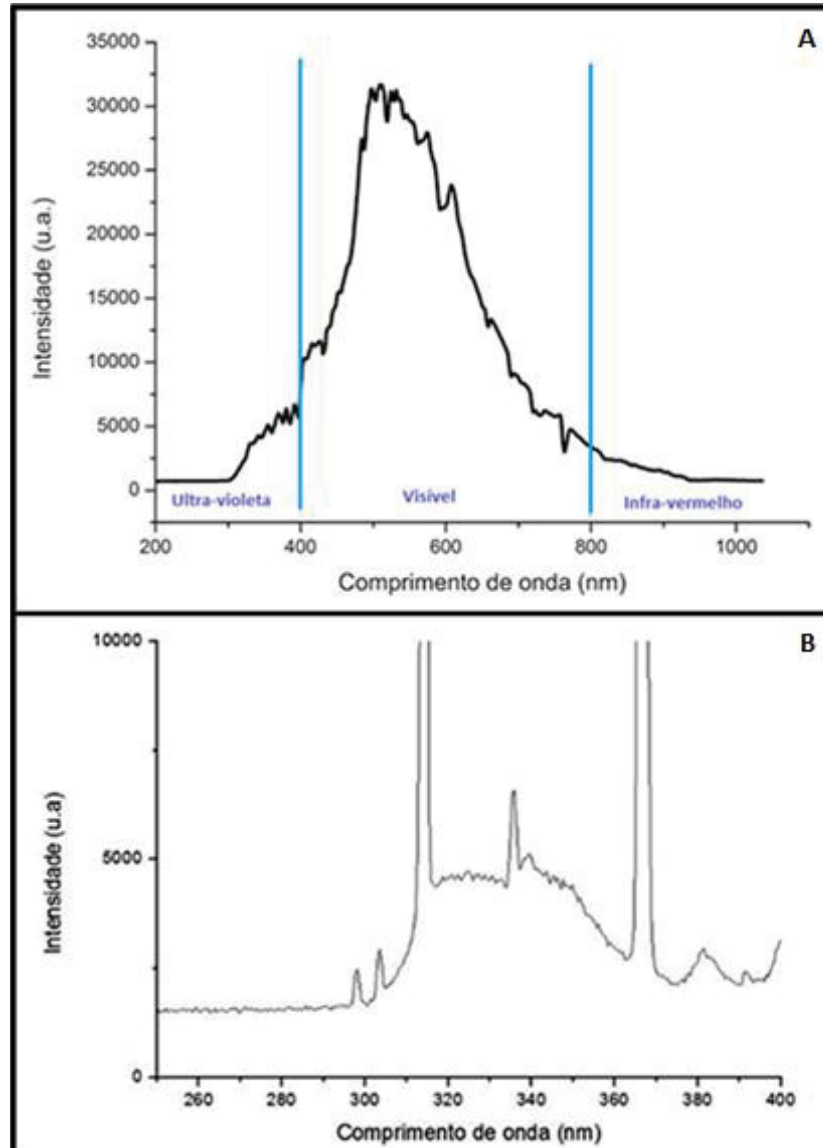 A
35000
30000
25000
20000
15000
10000
5000
0
Intensidade (u.a.)
Ultra-violeta
Visível
Infra-vermelho
200 400 600 800 1000
Comprimento de onda (nm)
B
10000
5000
0
Intensidade (u.a)
260 280 300 320 340 350 360 380 400
Comprimento de onda (nm)